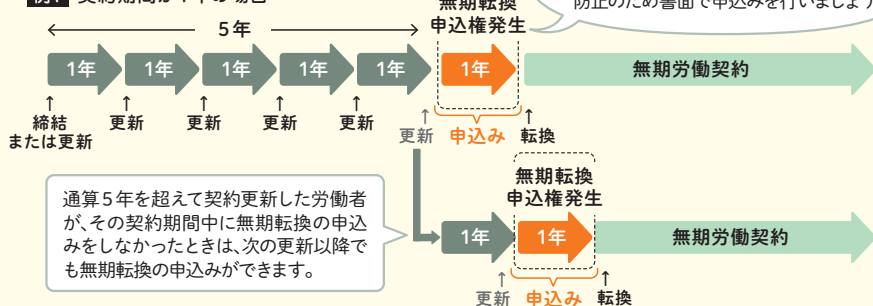 無期転換
申込権発生
5年
1年
1年
1年
1年
1年
1年
無期労働契約
締結
または更新
更新
更新
更新
更新
更新
申込み
転換
通算5年を超えて契約更新した労働者
が、その契約期間中に無期転換の申込
みをしなかったときは、次の更新以降で
も無期転換の申込みができます。
無期転換
申込権発生
1年
1年
無期労働契約
更新
申込み
転換